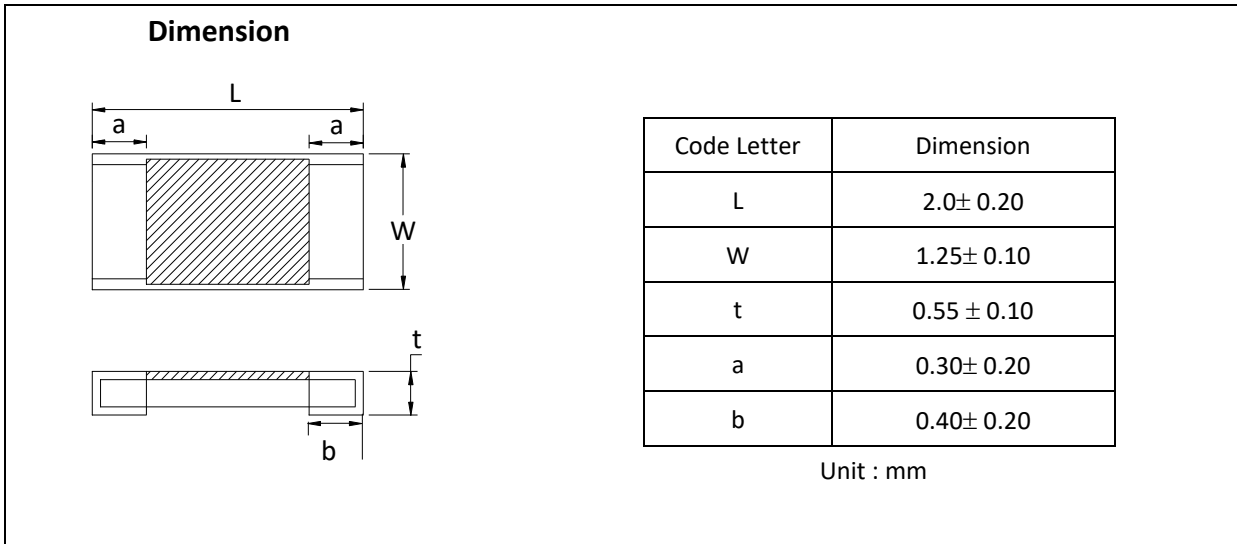 Dimension
L
a a
W
t
b
Code Letter Dimension
L 2.0± 0.20
W 1.25± 0.10
t 0.55 ± 0.10
a 0.30± 0.20
b 0.40± 0.20
Unit : mm